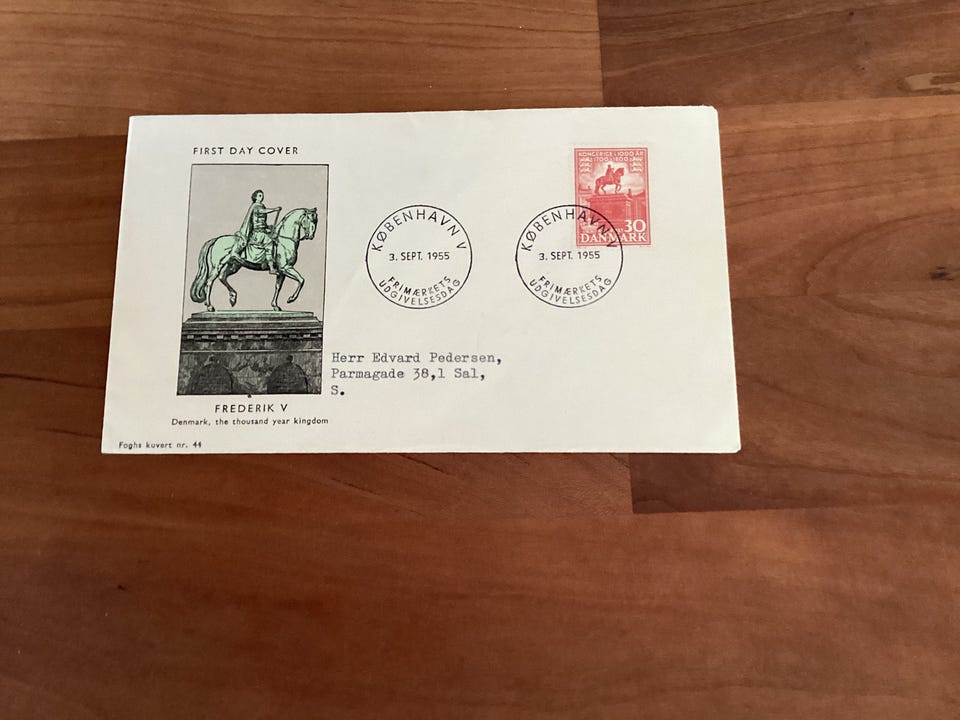 FIRST DAY COVER
KONGERIGE I 1000 ÅR
1700-1800
30
DANMARK
KØBENHAVN V
3. SEPT. 1955
FRIMÆRKETS
UDGIVELSESDAG
KØBENHAVN V
3. SEPT. 1955
FRIMÆRKETS
UDGIVELSESDAG
Herr Edvard Pedersen,
Parmagade 38,1 Sal,
S.
FREDERIK V
Denmark, the thousand year kingdom
Foghs kuvert nr. 44